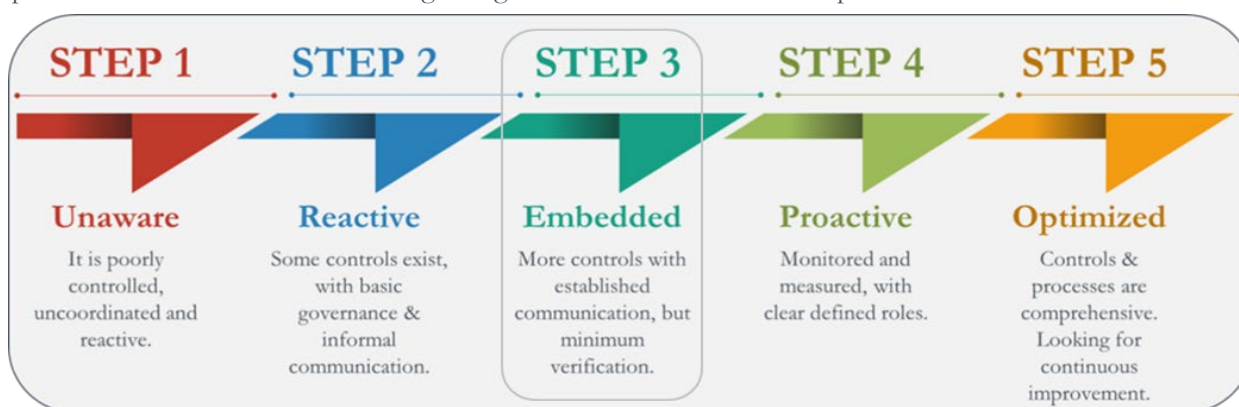 STEP 1
STEP 2
STEP 3
STEP 4
STEP 5
Unaware
It is poorly
controlled,
uncoordinated and
reactive.
Reactive
Some controls exist,
with basic
governance &
informal
communication.
Embedded
More controls with
established
communication, but
minimum
verification.
Proactive
Monitored and
measured, with
clear defined roles.
Optimized
Controls &
processes are
comprehensive.
Looking for
continuous
improvement.